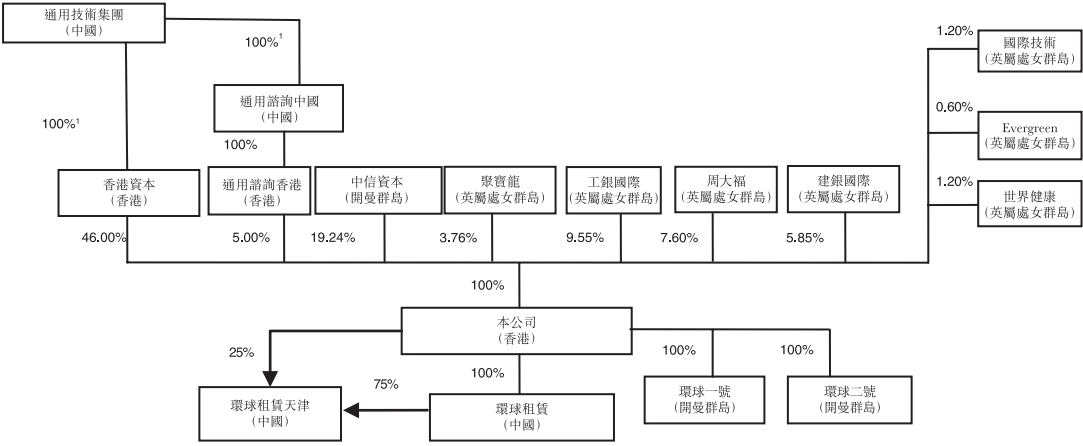 通用技術集團
(中國)
100%1
1.20%
國際技術
(英屬處女群島)
通用諮詢中國
(中國)
100%1
0.60%
Evergreen
(英屬處女群島)
100%
香港資本
(香港)
通用諮詢香港
(香港)
中信資本
(開曼群島)
聚寶龍
(英屬處女群島)
工銀國際
(英屬處女群島)
周大福
(英屬處女群島)
建銀國際
(英屬處女群島)
1.20%
世界健康
(英屬處女群島)
46.00%
5.00%
19.24%
3.76%
9.55%
7.60%
5.85%
100%
本公司
(香港)
25%
100%
100%
100%
75%
環球租賃天津
(中國)
環球租賃
(中國)
環球一號
(開曼群島)
環球二號
(開曼群島)